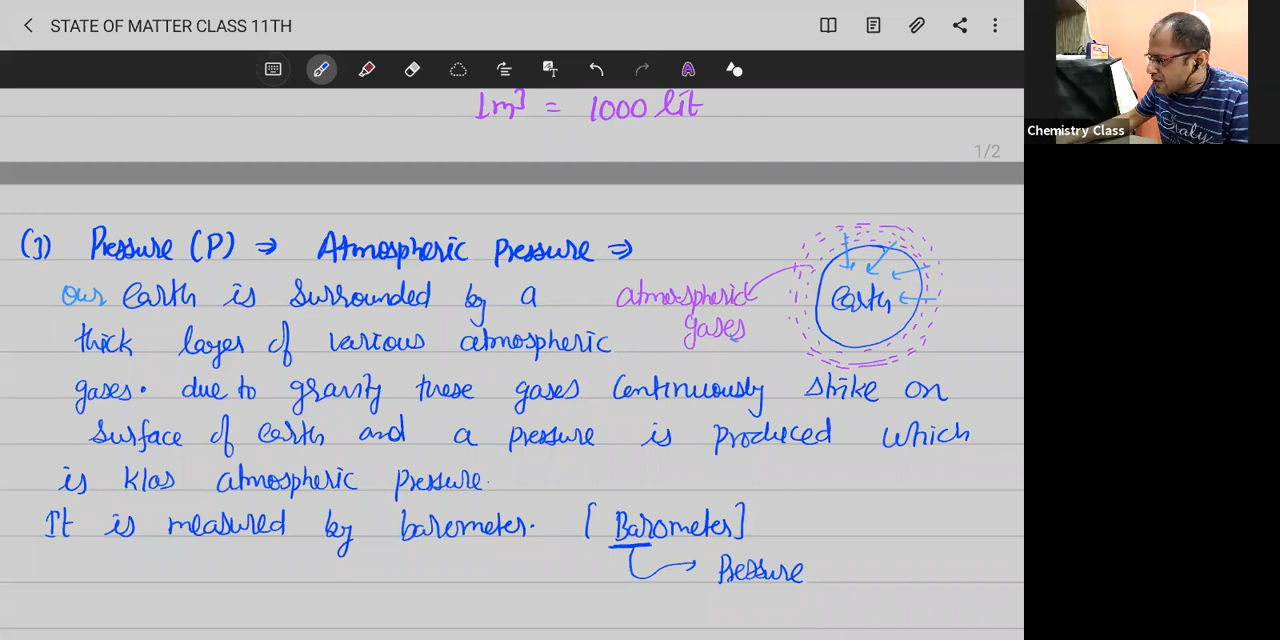 STATE OF MATTER CLASS 11TH
Chemistry Class
1m³ = 1000 lit
1/2
(3) Pressure (P) ⇒ Atmospheric pressure ⇒
our earth is surrounded by a
thick layer of various atmospheric
gases. due to gravity these gases continuously strike on
surface of earth and a pressure is produced which
is k/as atmospheric pressure.
It is measured by barometer. [Barometer]
Pressure
atmospheric
gases
Earth